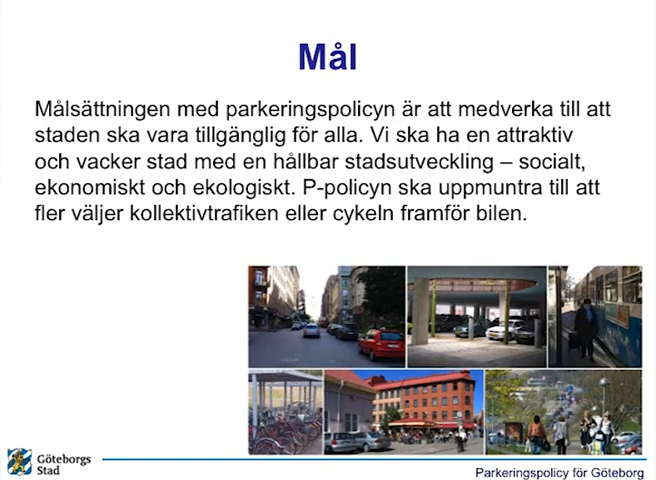 Mål
Målsättningen med parkeringspolicyn är att medverka till att
staden ska vara tillgänglig för alla. Vi ska ha en attraktiv
och vacker stad med en hållbar stadsutveckling – socialt,
ekonomiskt och ekologiskt. P-policyn ska uppmuntra till att
fler väljer kollektivtrafiken eller cykeln framför bilen.
Göteborgs
Stad
Parkeringspolicy för Göteborg